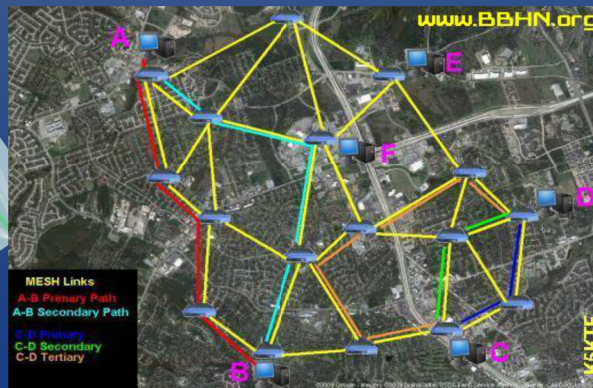 www.BBHN.org
A
E
F
D
MESH Links
A-B Primary Path
A-B Secondary Path
C-D Primary
C-D Secondary
C-D Tertiary
B
C
K5KTF